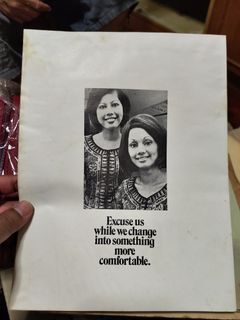 Excuse us
while we change
into something
more
comfortable.